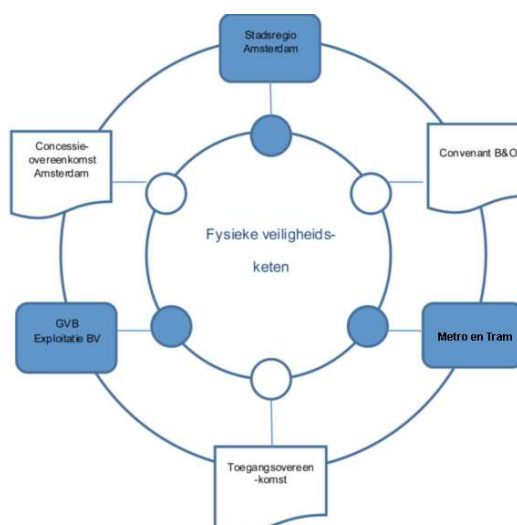 Stadsregio
Amsterdam
Concessie-
overeenkomst
Amsterdam
Convenant B&O
Fysieke veiligheids-
keten
GVB
Exploitatie BV
Metro en Tram
Toegangsovereen
-komst